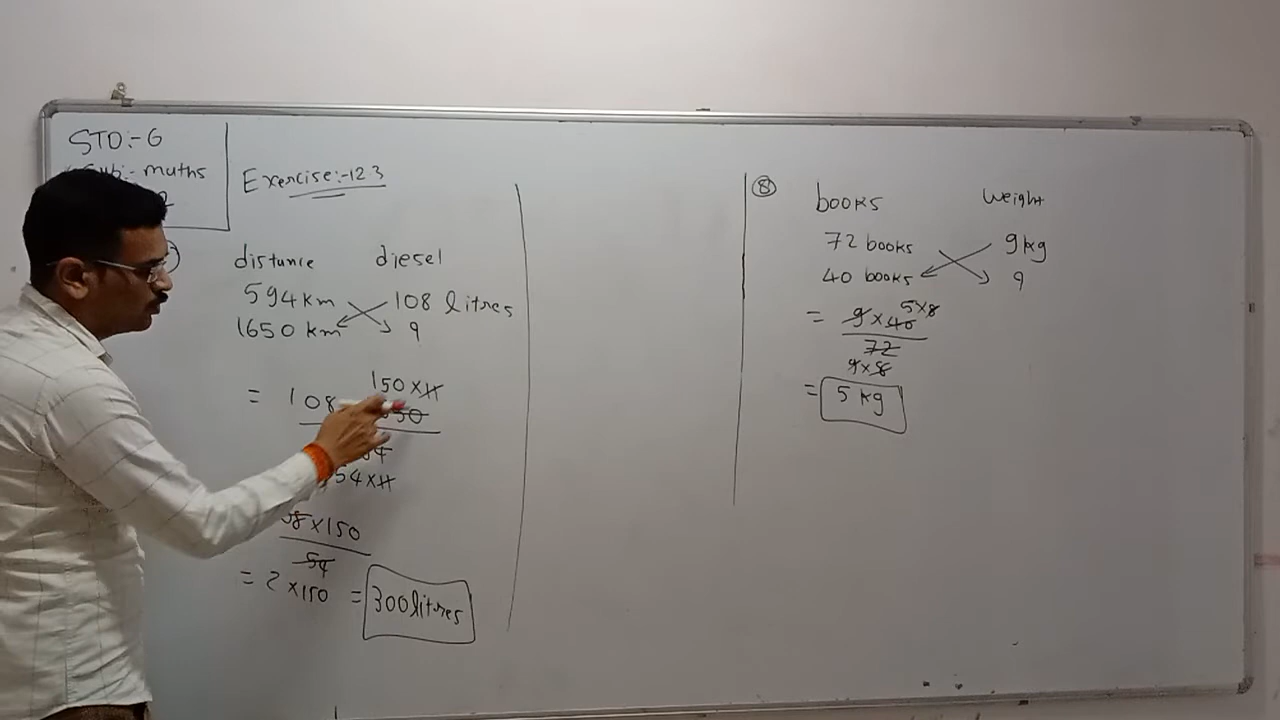 STD:- 6
Sub:- maths
Exercise:-12.3
distance diesel
594 km 108 litres
1650 km ?
= 108 150 × 11
54 × 11
× 150
54
= 2 × 150 = 300 litres
8 books weight
72 books 9 kg
40 books ?
5 × 8
= 9 × 40
72
9 × 8
= 5 kg